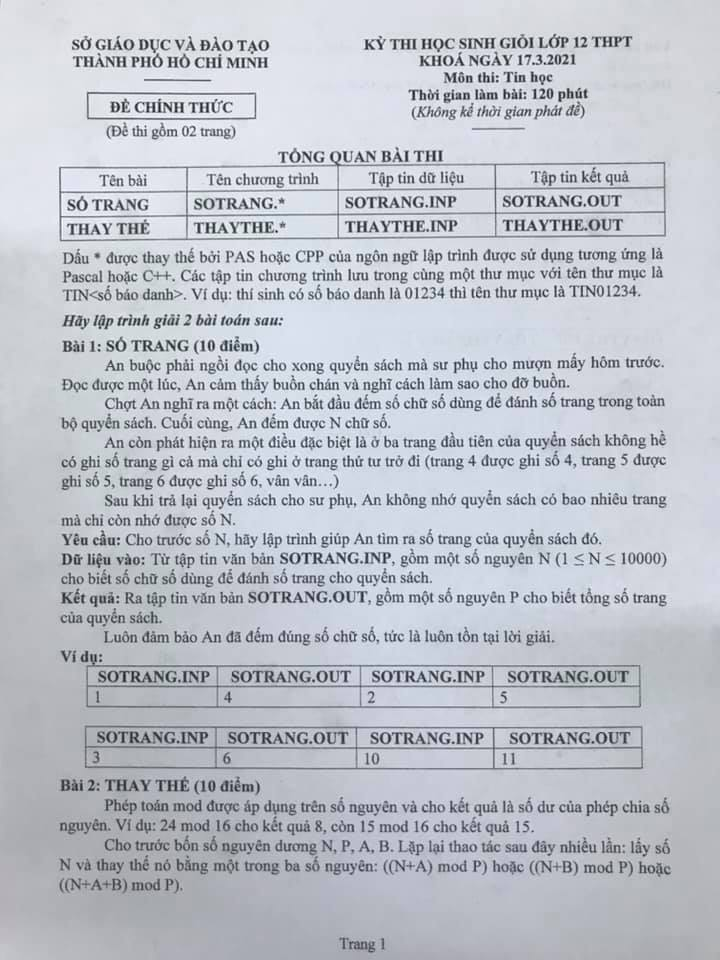 SỞ GIÁO DỤC VÀ ĐÀO TẠO
THÀNH PHỐ HỒ CHÍ MINH
ĐỀ CHÍNH THỨC
(Đề thi gồm 02 trang)
KỲ THI HỌC SINH GIỎI LỚP 12 THPT
KHOÁ NGÀY 17.3.2021
Môn thi: Tin học
Thời gian làm bài: 120 phút
(Không kể thời gian phát đề)
TỔNG QUAN BÀI THI
Tên bài Tên chương trình Tập tin dữ liệu Tập tin kết quả
SỐ TRANG SOTRANG.* SOTRANG.INP SOTRANG.OUT
THAY THẾ THAYTHE.* THAYTHE.INP THAYTHE.OUT
Dấu * được thay thế bởi PAS hoặc CPP của ngôn ngữ lập trình được sử dụng tương ứng là
Pascal hoặc C++. Các tập tin chương trình lưu trong cùng một thư mục với tên thư mục là
TIN<số báo danh>. Ví dụ: thí sinh có số báo danh là 01234 thì tên thư mục là TIN01234.
Hãy lập trình giải 2 bài toán sau:
Bài 1: SỐ TRANG (10 điểm)
An buộc phải ngồi đọc cho xong quyển sách mà sư phụ cho mượn mấy hôm trước.
Đọc được một lúc, An cảm thấy buồn chán và nghĩ cách làm sao cho đỡ buồn.
Chợt An nghĩ ra một cách: An bắt đầu đếm số chữ số dùng để đánh số trang trong toàn
bộ quyển sách. Cuối cùng, An đếm được N chữ số.
An còn phát hiện ra một điều đặc biệt là ở ba trang đầu tiên của quyển sách không hề
có ghi số trang gì cả mà chỉ có ghi ở trang thứ tư trở đi (trang 4 được ghi số 4, trang 5 được
ghi số 5, trang 6 được ghi số 6, vân vân…)
Sau khi trả lại quyển sách cho sư phụ, An không nhớ quyển sách có bao nhiêu trang
mà chỉ còn nhớ được số N.
Yêu cầu: Cho trước số N, hãy lập trình giúp An tìm ra số trang của quyển sách đó.
Dữ liệu vào: Từ tập tin văn bản SOTRANG.INP, gồm một số nguyên N (1 ≤ N ≤ 10000)
cho biết số chữ số dùng để đánh số trang cho quyển sách.
Kết quả: Ra tập tin văn bản SOTRANG.OUT, gồm một số nguyên P cho biết tổng số trang
của quyển sách.
Luôn đảm bảo An đã đếm đúng số chữ số, tức là luôn tồn tại lời giải.
Ví dụ:
SOTRANG.INP SOTRANG.OUT SOTRANG.INP SOTRANG.OUT
1 4 2 5
SOTRANG.INP SOTRANG.OUT SOTRANG.INP SOTRANG.OUT
3 6 10 11
Bài 2: THAY THẾ (10 điểm)
Phép toán mod được áp dụng trên số nguyên và cho kết quả là số dư của phép chia số
nguyên. Ví dụ: 24 mod 16 cho kết quả 8, còn 15 mod 16 cho kết quả 15.
Cho trước bốn số nguyên dương N, P, A, B. Lặp lại thao tác sau đây nhiều lần: lấy số
N và thay thế nó bằng một trong ba số nguyên: ((N+A) mod P) hoặc ((N+B) mod P) hoặc
((N+A+B) mod P).
Trang 1